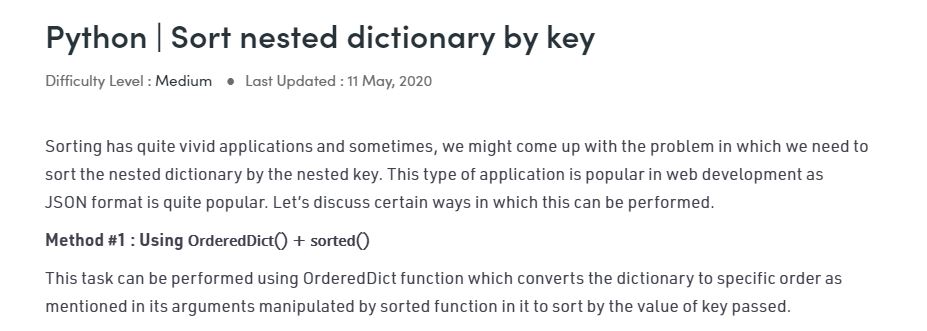 Python | Sort nested dictionary by key
Difficulty Level : Medium ● Last Updated : 11 May, 2020
Sorting has quite vivid applications and sometimes, we might come up with the problem in which we need to
sort the nested dictionary by the nested key. This type of application is popular in web development as
JSON format is quite popular. Let’s discuss certain ways in which this can be performed.
Method #1 : Using OrderedDict() + sorted()
This task can be performed using OrderedDict function which converts the dictionary to specific order as
mentioned in its arguments manipulated by sorted function in it to sort by the value of key passed.